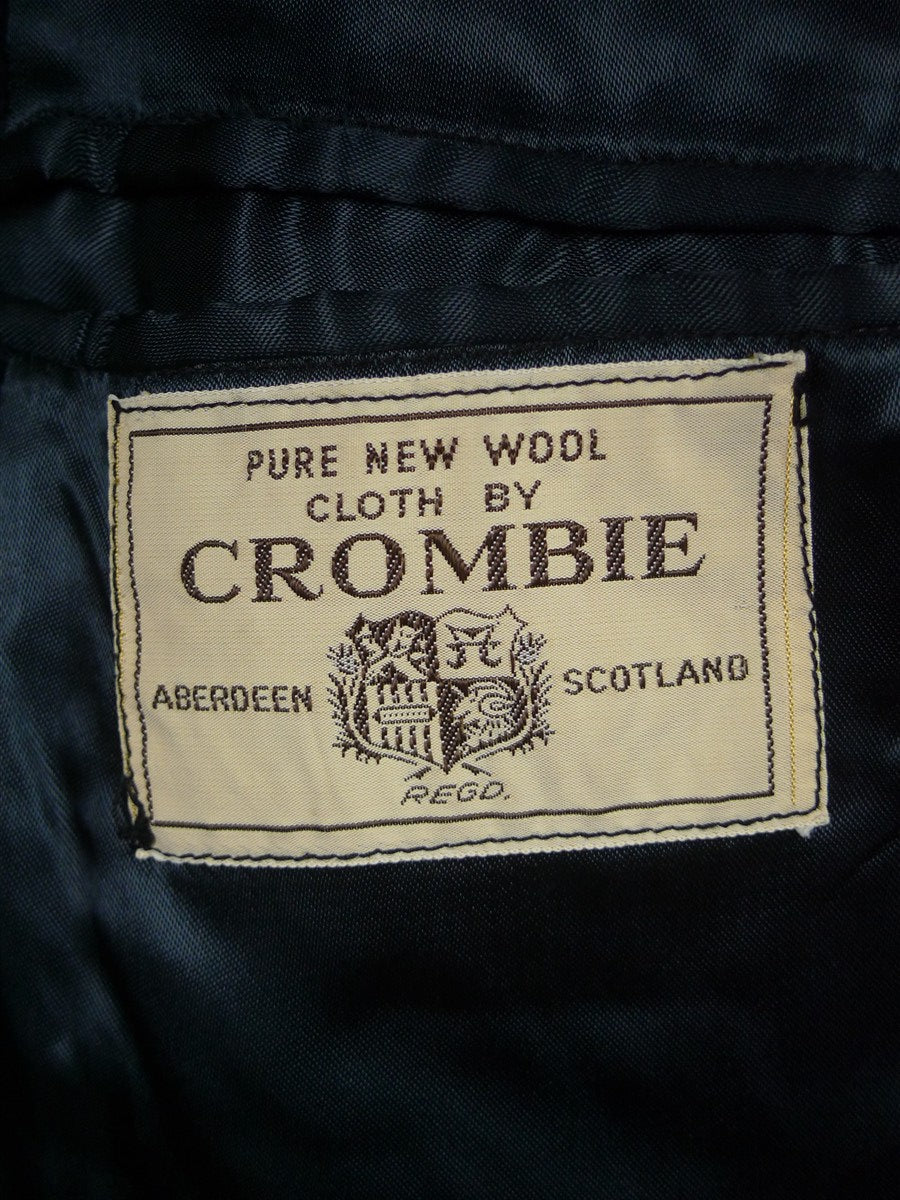 PURE NEW WOOL
CLOTH BY
CROMBIE
ABERDEEN SCOTLAND
REGD.